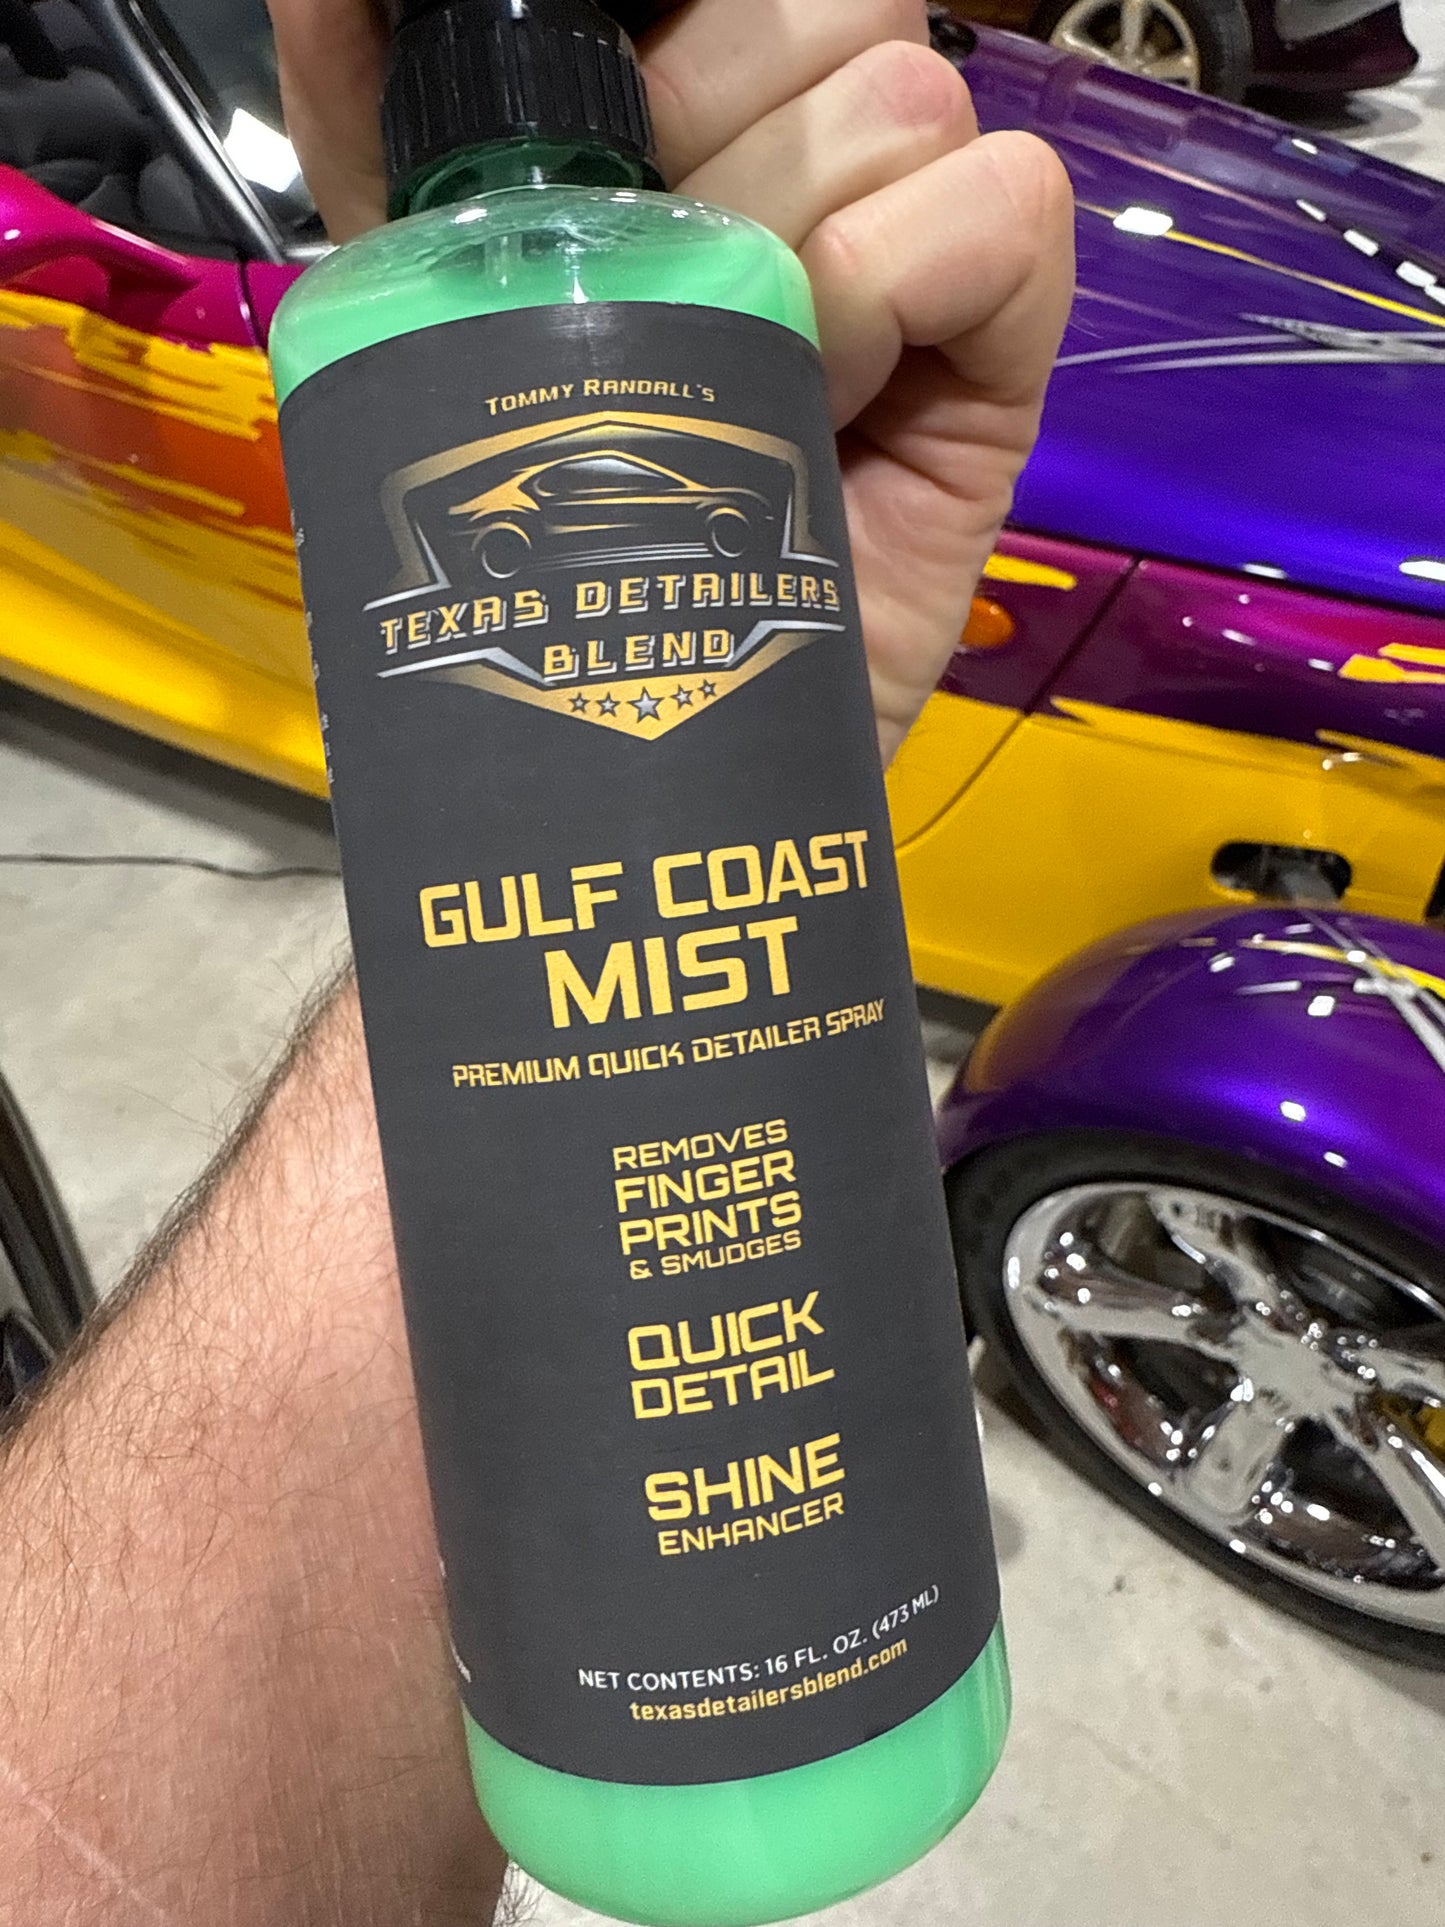 TOMMY RANDALL'S
TEXAS DETAILERS
BLEND
GULF COAST
MIST
PREMIUM QUICK DETAILER SPRAY
REMOVES
FINGER
PRINTS
& SMUDGES
QUICK
DETAIL
SHINE
ENHANCER
NET CONTENTS: 16 FL. OZ. (473 ML)
texasdetailersblend.com